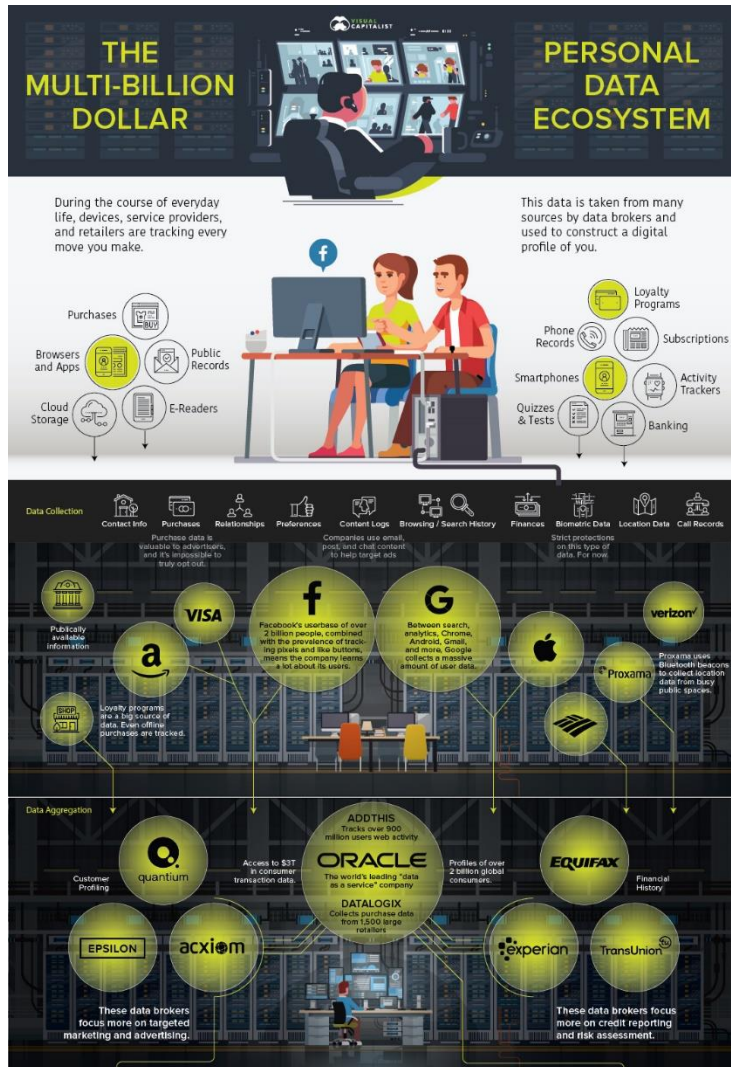 VISUAL
CAPITALIST
THE
MULTI-BILLION
DOLLAR
PERSONAL
DATA
ECOSYSTEM
During the course of everyday
life, devices, service providers,
and retailers are tracking every
move you make.
This data is taken from many
sources by data brokers and
used to construct a digital
profile of you.
f
Purchases
BUY
Browsers
and Apps
Public
Records
Cloud
Storage
E-Readers
Loyalty
Programs
Phone
Records
Subscriptions
Smartphones
Activity
Trackers
Quizzes
& Tests
Banking
Data Collection
Contact Info
Purchases
Relationships
Preferences
Content Logs
Browsing / Search History
Finances
Biometric Data
Location Data
Call Records
Purchase data is
valuable to advertisers,
and it's impossible to
truly opt out.
Companies use email,
post, and chat content
to help target ads
Strict protections
on this type of
data. For now.
Publically
available
information
VISA
a
SHOP
Loyalty programs
are a big source of
data. Even offline
purchases are tracked.
f
Facebook's userbase of over
2 billion people, combined
with the prevalence of track-
ing pixels and like buttons,
means the company learns
a lot about its users.
G
Between search,
analytics, Chrome,
Android, Gmail,
and more, Google
collects a massive
amount of user data.
verizon
Proxama
Proxama uses
Bluetooth beacons
to collect location
data from busy
public spaces.
Data Aggregation
Customer
Profiling
quantium
Access to $3T
in consumer
transaction data.
ADDTHIS
Tracks over 900
million users web activity
ORACLE
The world's leading "data
as a service" company
DATALOGIX
Collects purchase data
from 1,500 large
retailers
Profiles of over
2 billion global
consumers.
EQUIFAX
Financial
History
EPSILON
acxiom
experian
TransUnion
tu
These data brokers
focus more on targeted
marketing and advertising.
These data brokers focus
more on credit reporting
and risk assessment.